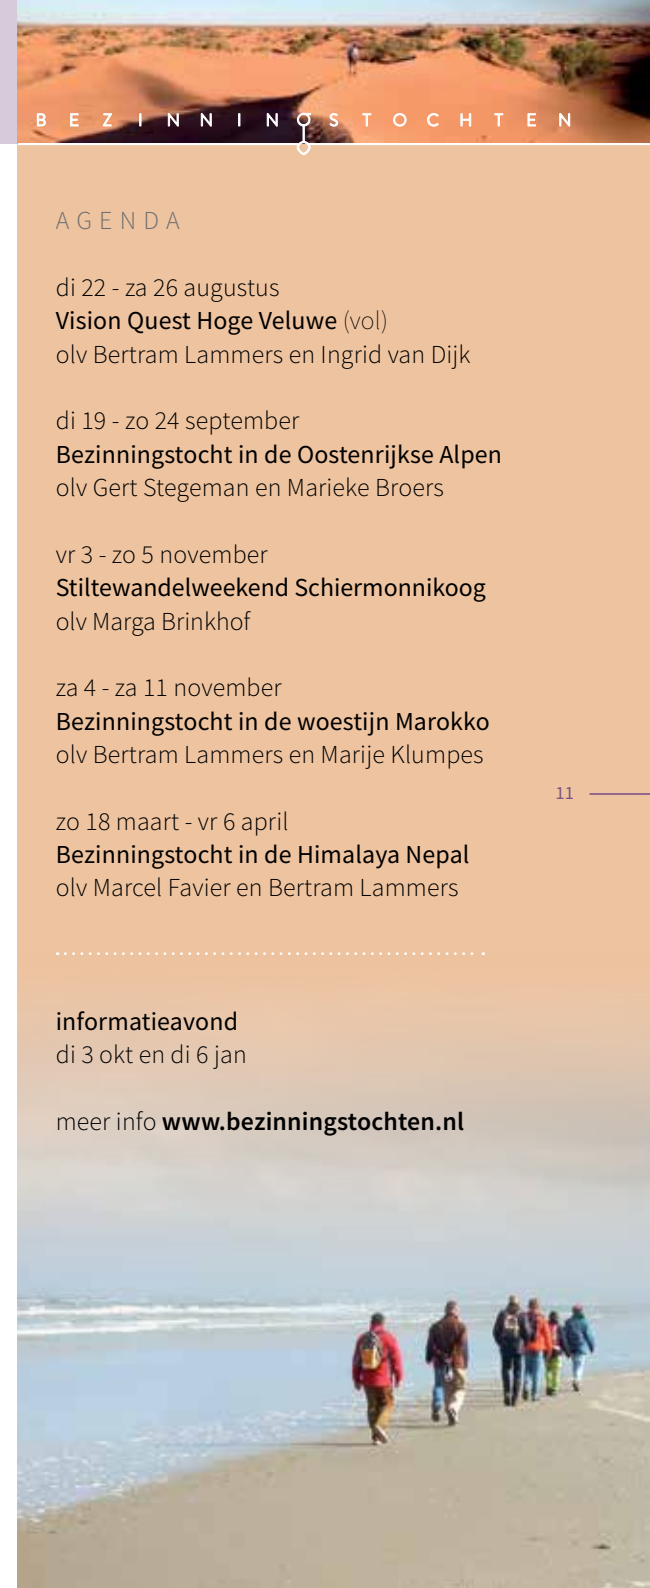 BEZINNINGSTOCHTEN
AGENDA
di 22 - za 26 augustus
Vision Quest Hoge Veluwe (vol)
olv Bertram Lammers en Ingrid van Dijk
di 19 - zo 24 september
Bezinningstocht in de Oostenrijkse Alpen
olv Gert Stegeman en Marieke Broers
vr 3 - zo 5 november
Stiltewandelweekend Schiermonnikoog
olv Marga Brinkhof
za 4 - za 11 november
Bezinningstocht in de woestijn Marokko
olv Bertram Lammers en Marije Klumpes
11
zo 18 maart - vr 6 april
Bezinningstocht in de Himalaya Nepal
olv Marcel Favier en Bertram Lammers
informatieavond
di 3 okt en di 6 jan
meer info www.bezinningstochten.nl